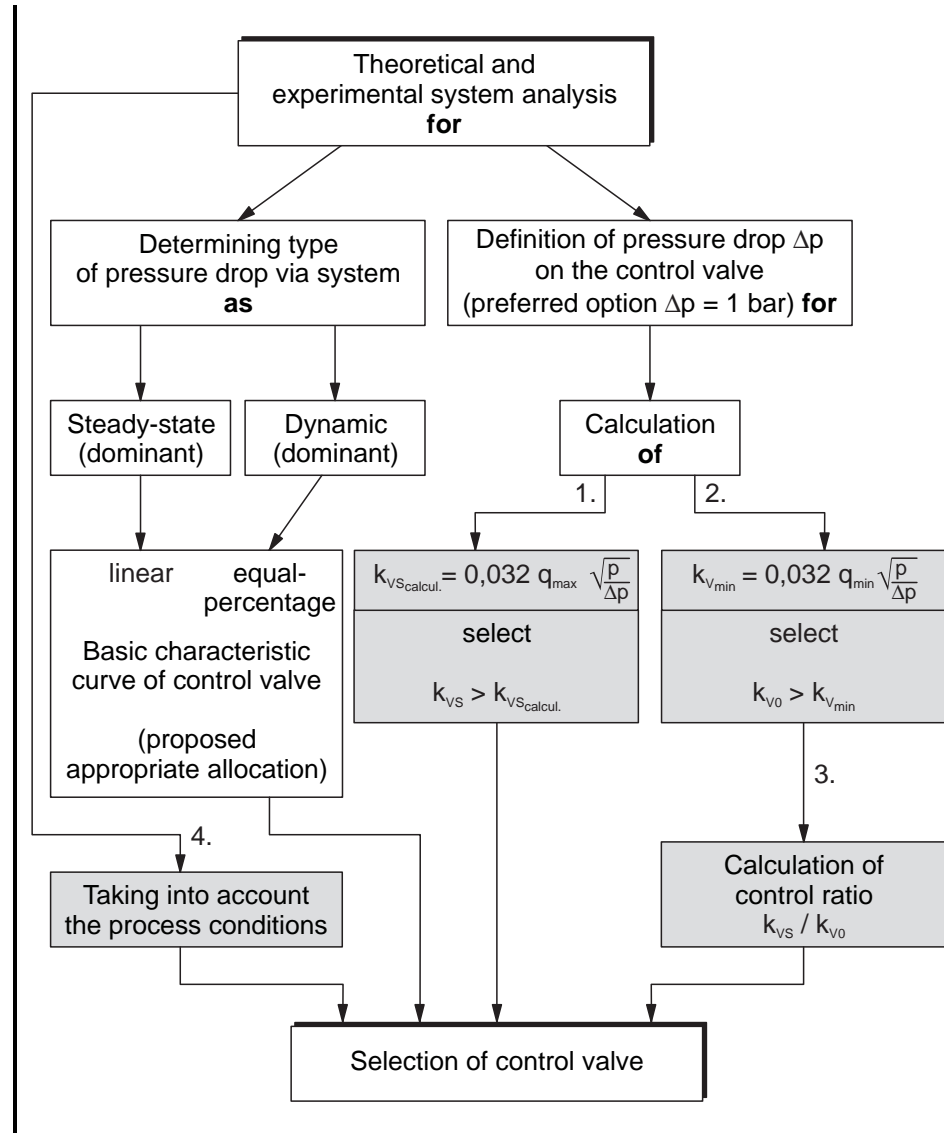 Theoretical and
experimental system analysis
for
Determining type
of pressure drop via system
as
Definition of pressure drop Δp
on the control valve
(preferred option Δp = 1 bar) for
Steady-state
(dominant)
Dynamic
(dominant)
Calculation
of
1.
2.
linear
equal-
percentage
Basic characteristic
curve of control valve
(proposed
appropriate allocation)
k_VS_calcul. = 0,032 q_max √(p/Δp)
select
k_VS > k_VS_calcul.
k_V_min = 0,032 q_min √(p/Δp)
select
k_V0 > k_V_min
3.
4.
Taking into account
the process conditions
Calculation of
control ratio
k_VS / k_V0
Selection of control valve